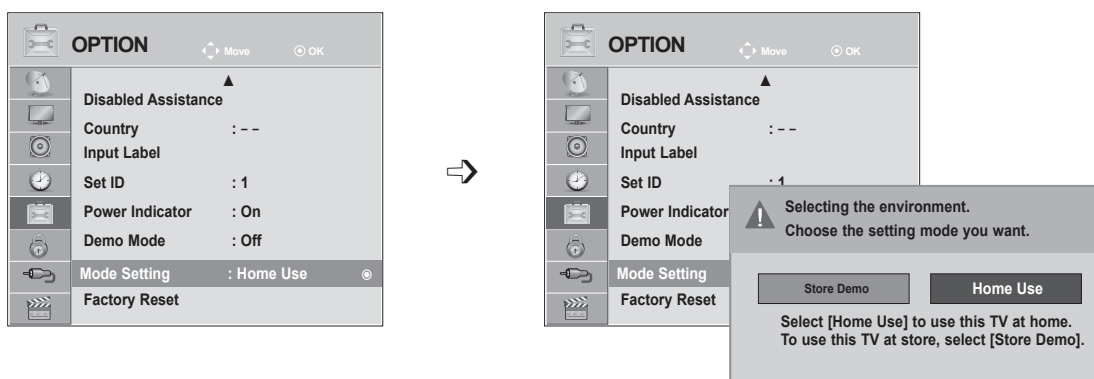 OPTION
Move OK
Disabled Assistance
Country : – –
Input Label
Set ID : 1
Power Indicator : On
Demo Mode : Off
Mode Setting : Home Use
Factory Reset
OPTION
Move OK
Disabled Assistance
Country : – –
Input Label
Set ID : 1
Power Indicator
Demo Mode
Mode Setting
Factory Reset
Selecting the environment.
Choose the setting mode you want.
Store Demo
Home Use
Select [Home Use] to use this TV at home.
To use this TV at store, select [Store Demo].